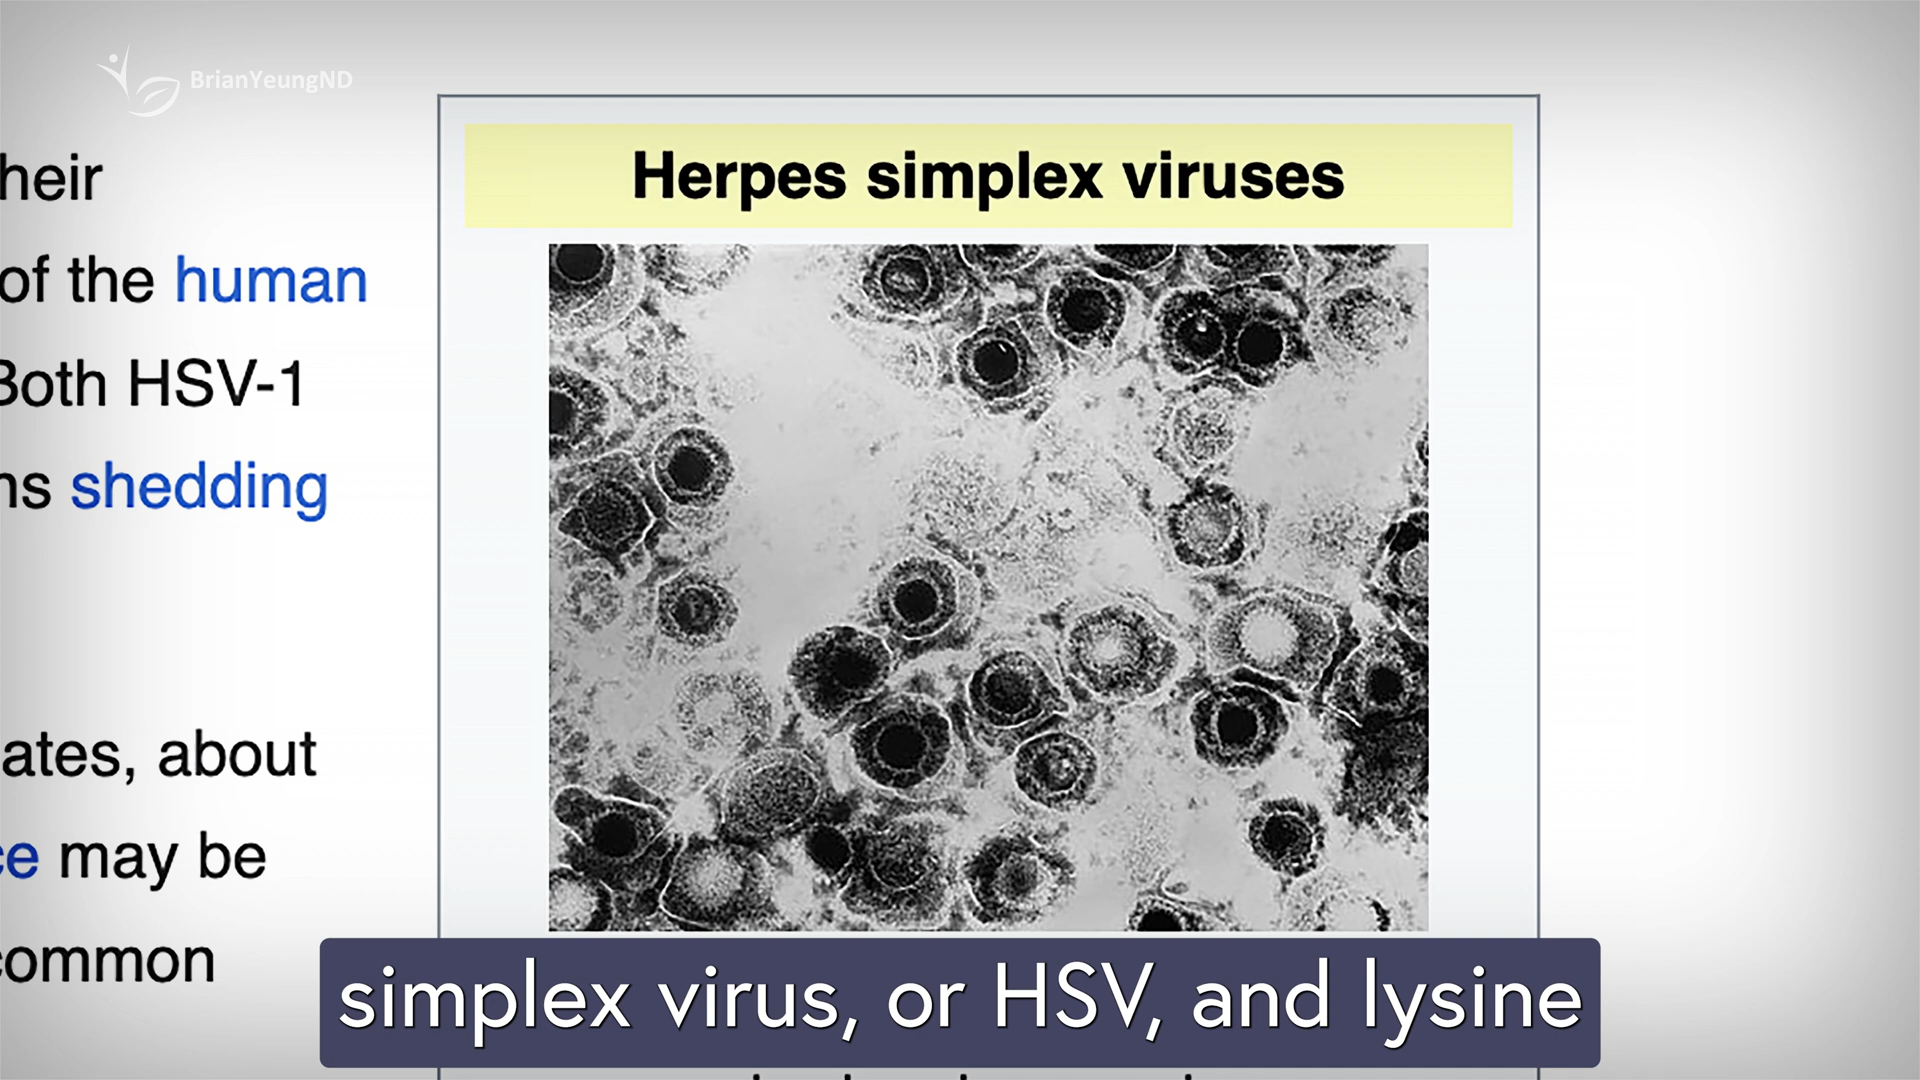 BrianYeungND
heir
of the human
Both HSV-1
ns shedding
ates, about
ce may be
common
Herpes simplex viruses
simplex virus, or HSV, and lysine